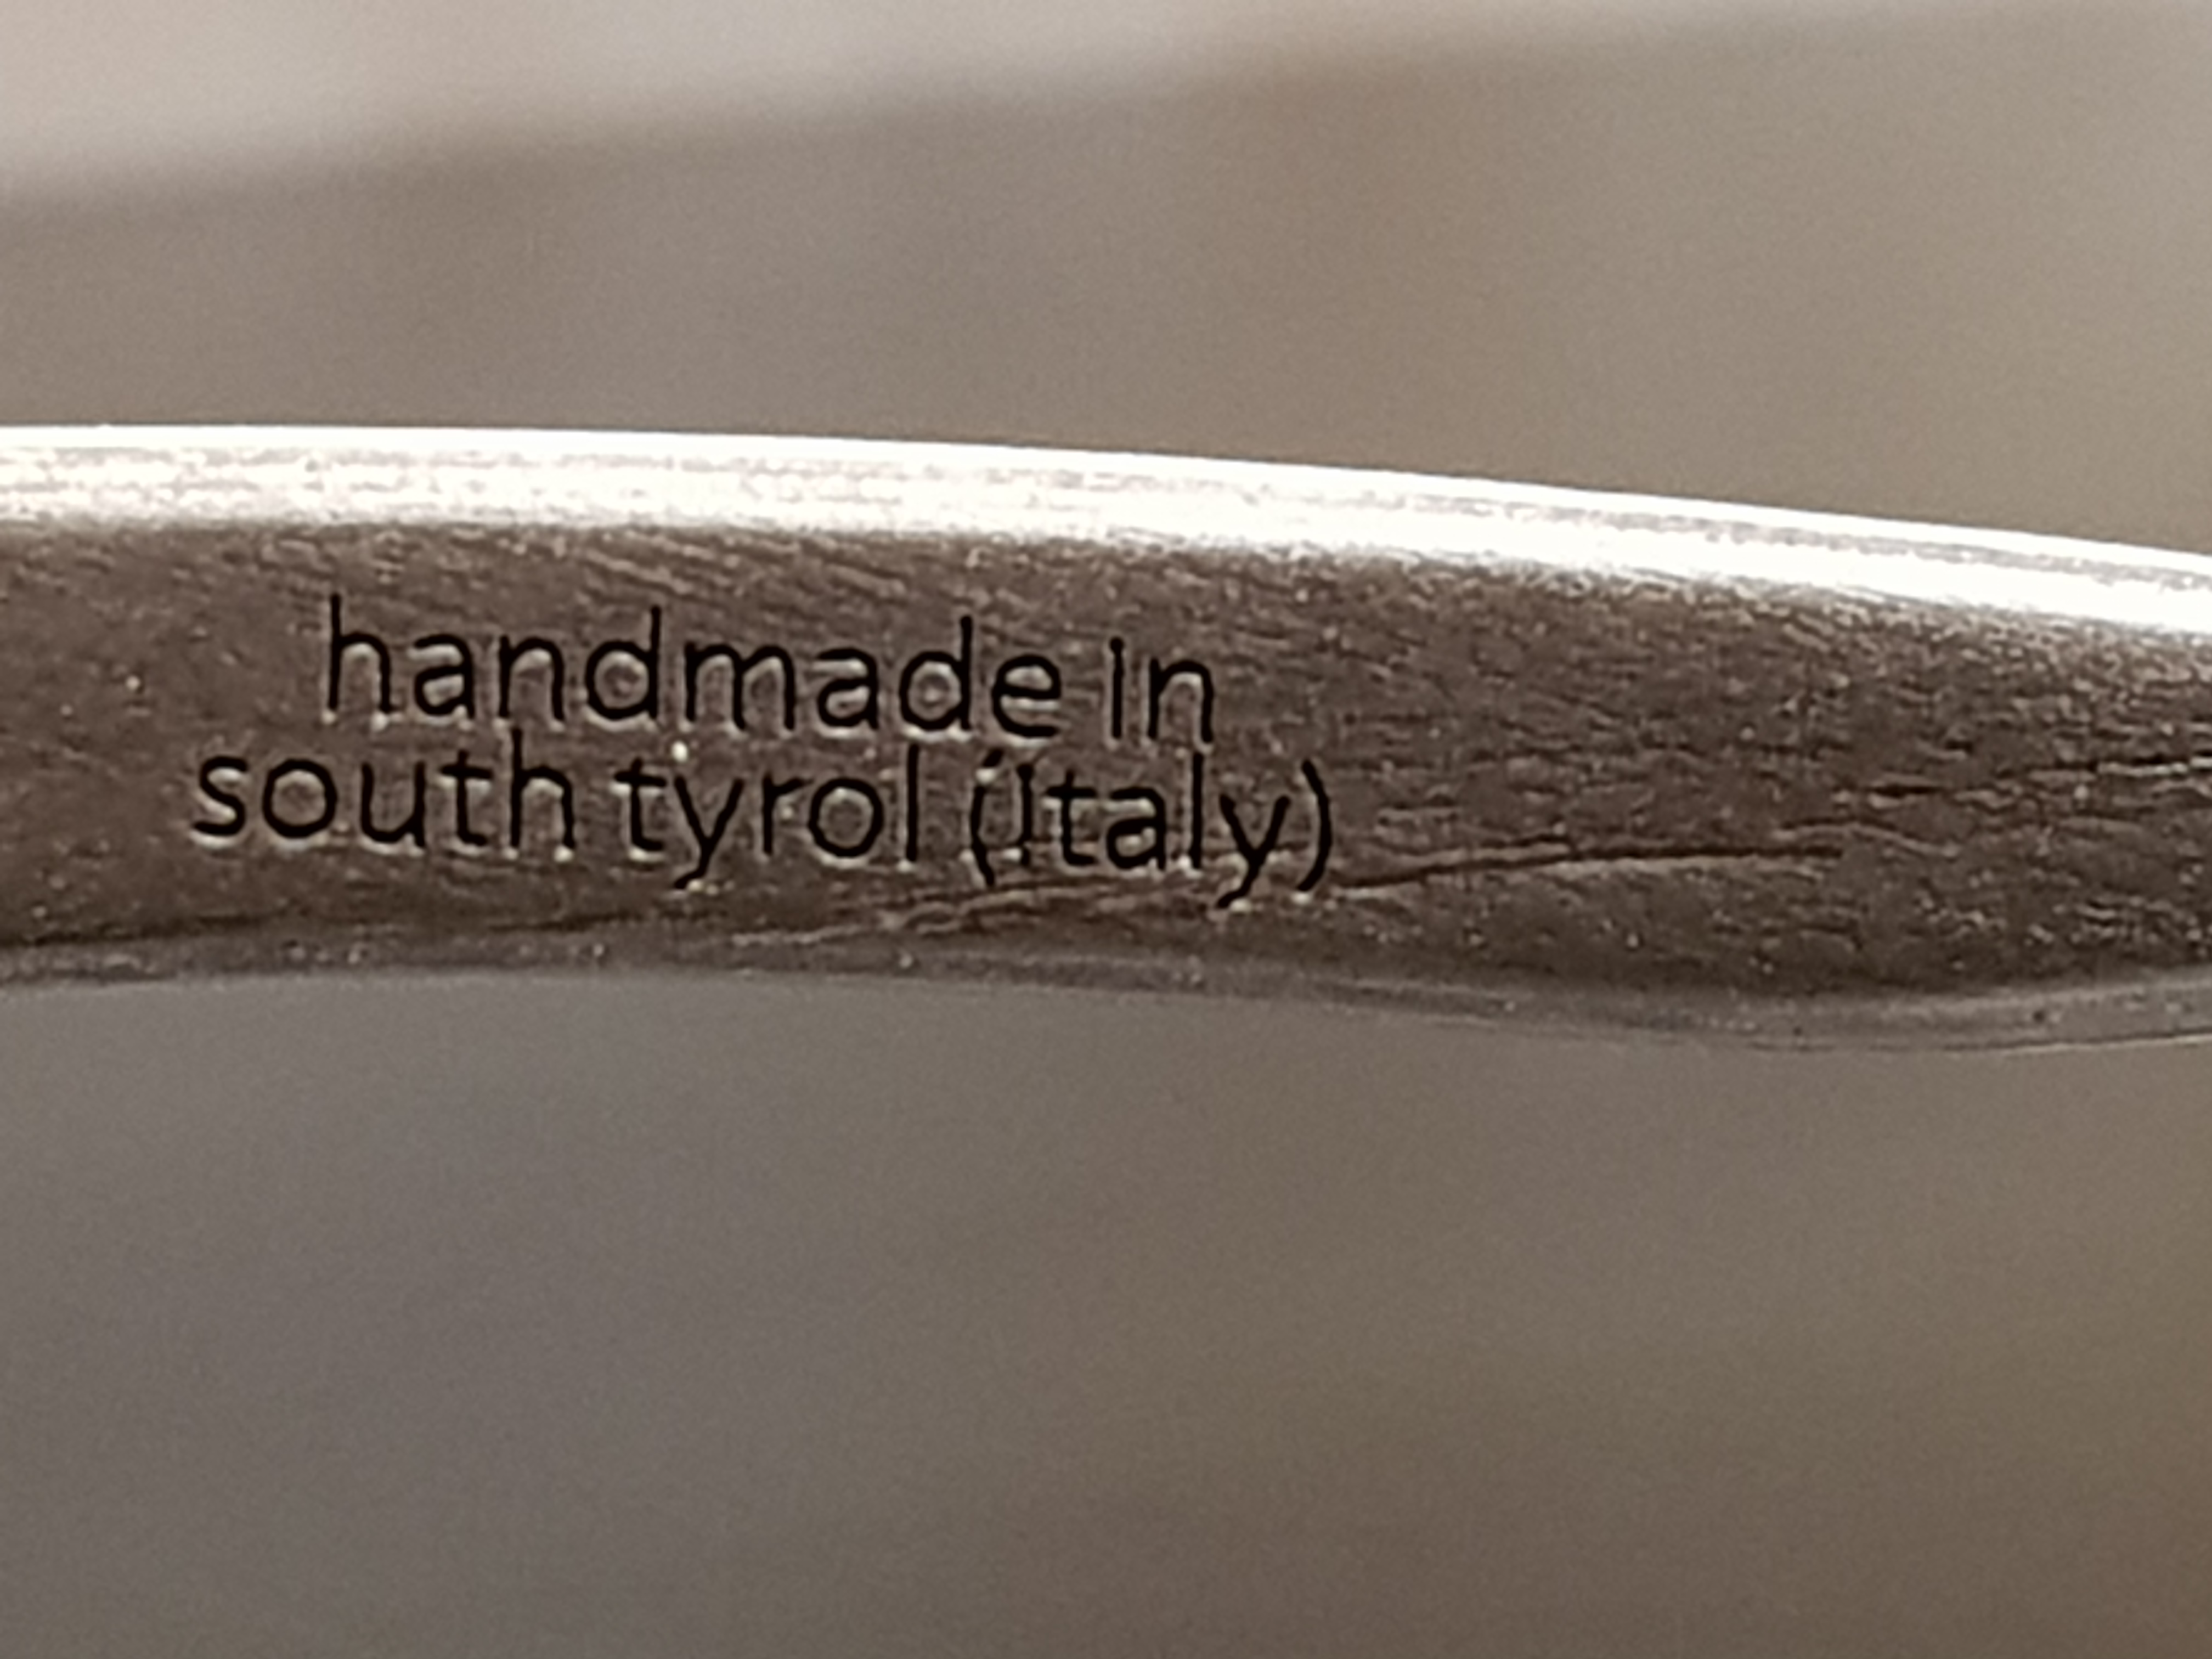 handmade in
south tyrol (italy)